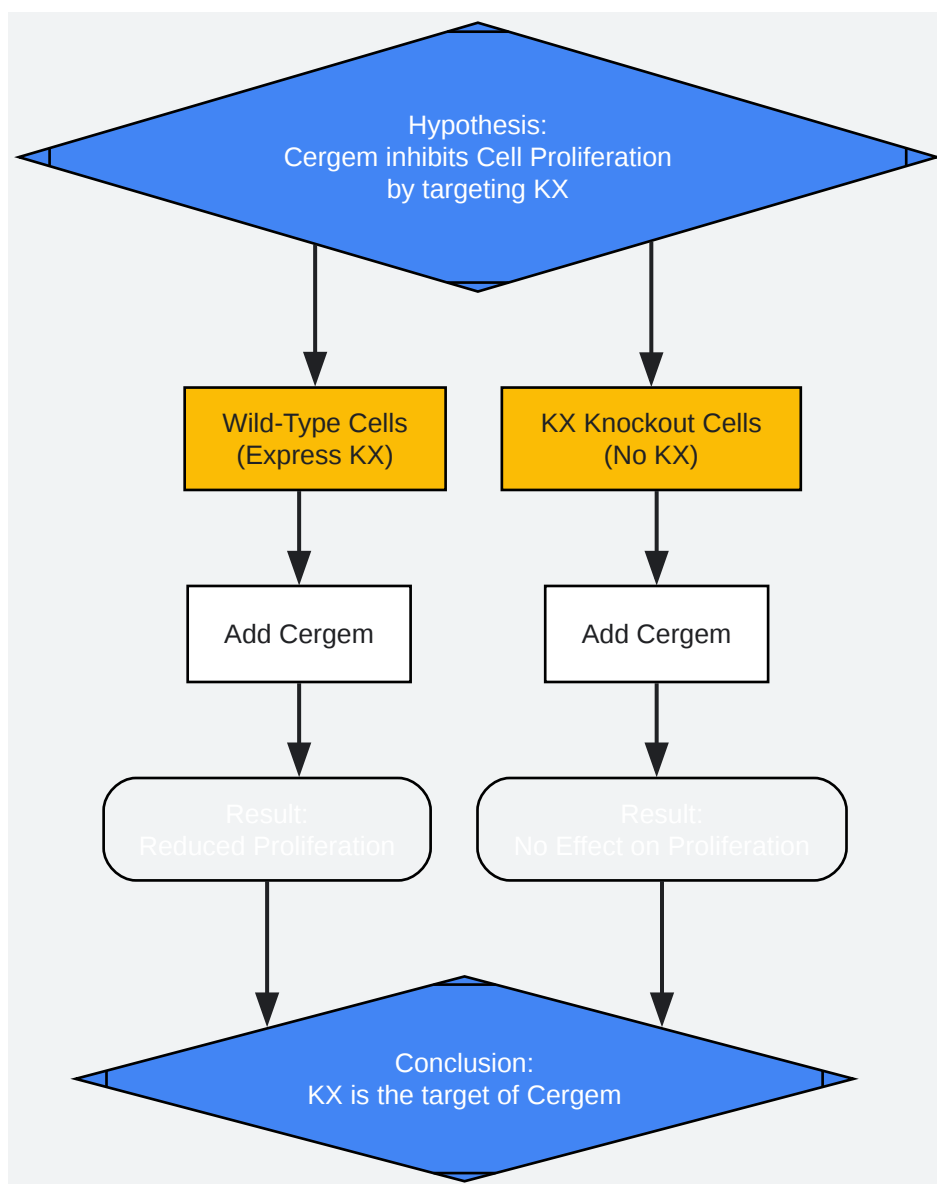 Hypothesis:
Cergem inhibits Cell Proliferation
by targeting KX
Wild-Type Cells
(Express KX)
KX Knockout Cells
(No KX)
Add Cergem
Add Cergem
Result:
Reduced Proliferation
Result:
No Effect on Proliferation
Conclusion:
KX is the target of Cergem